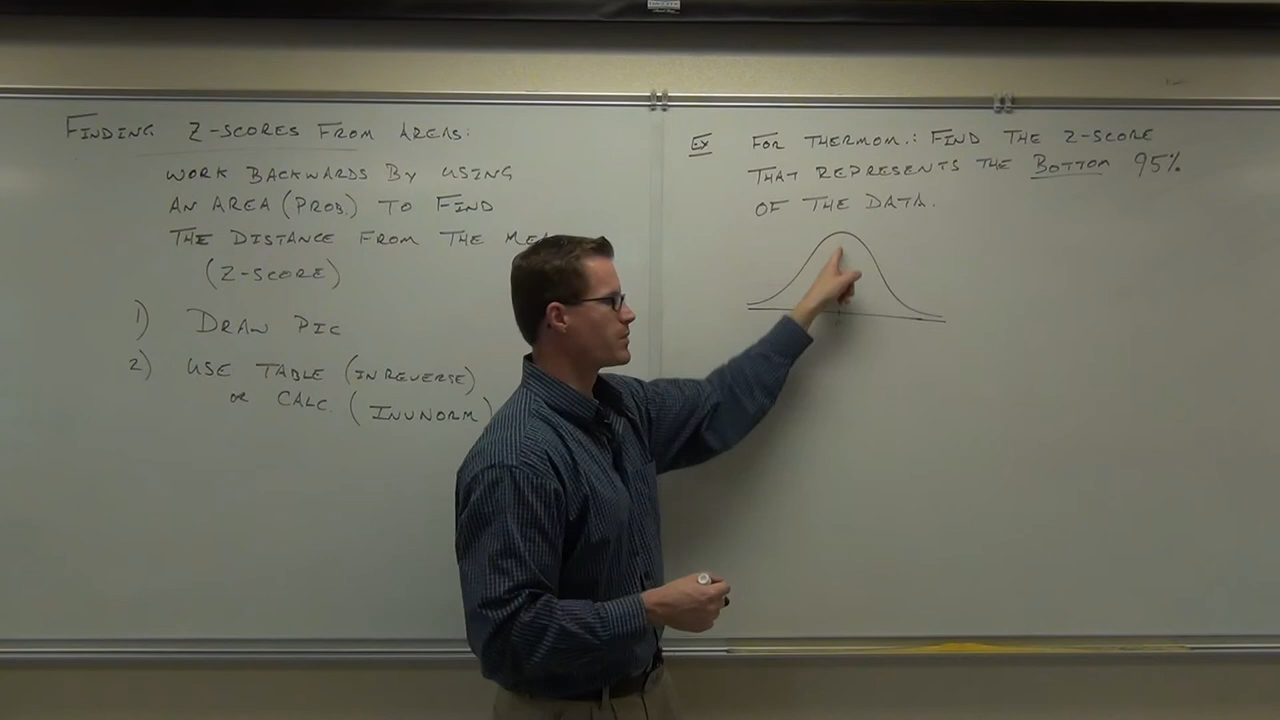 FINDING Z-SCORES FROM AREAS:
WORK BACKWARDS BY USING
AN AREA (PROB.) TO FIND
THE DISTANCE FROM THE
(Z-SCORE)
1) DRAW PIC
2) USE TABLE (IN REVERSE)
OR CALC. (INVNORM)
EX FOR THERMOM.: FIND THE Z-SCORE
THAT REPRESENTS THE BOTTOM 95%
OF THE DATA.